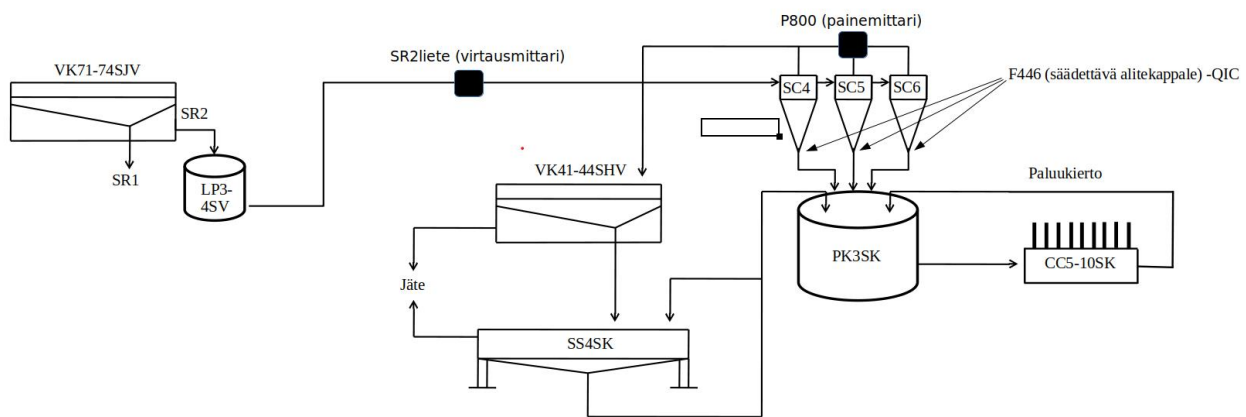 P800 (painemittari)
SR2liete (virtausmittari)
VK71-74SJV
SC4
SC5
SC6
F446 (säädettävä alitekappale) -QIC
SR2
SR1
LP3-
4SV
VK41-44SHV
Paluukierto
PK3SK
CC5-10SK
Jäte
SS4SK